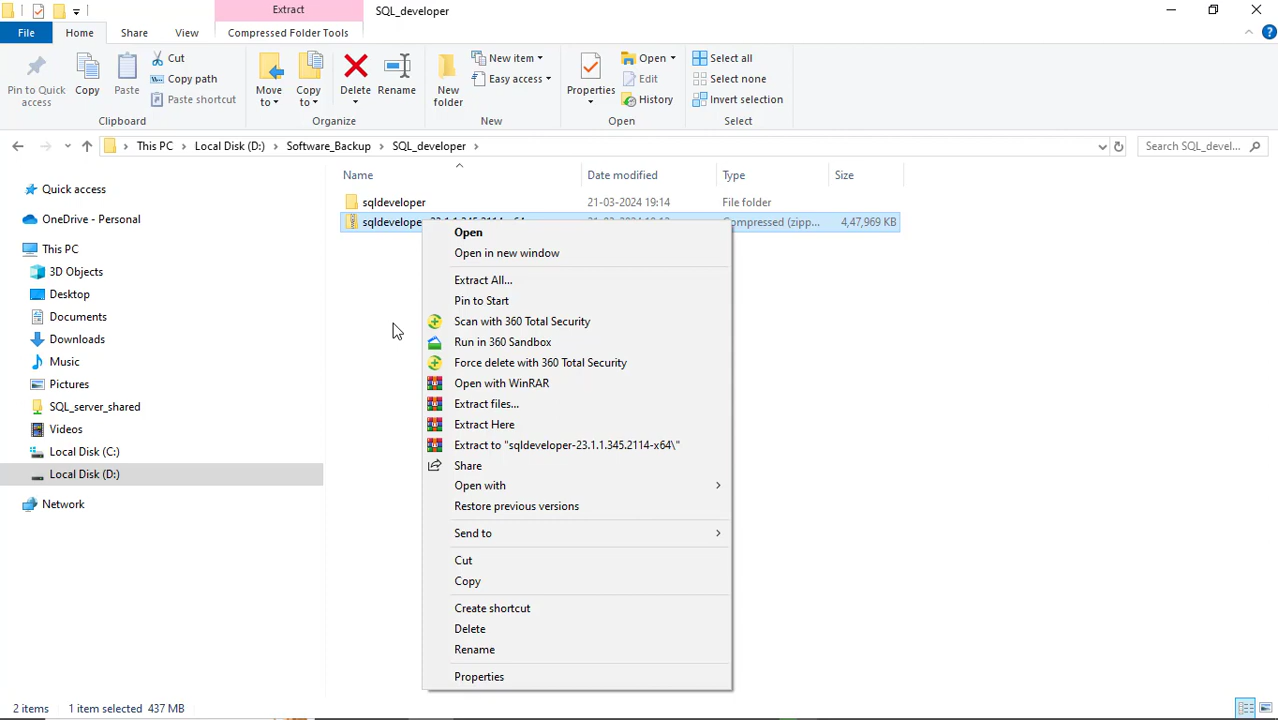 Extract
SQL_developer
File
Home
Share
View
Compressed Folder Tools
?
Pin to Quick access
Copy
Paste
Cut
Copy path
Paste shortcut
Clipboard
Move to
Copy to
Delete
Rename
Organize
New folder
New item
Easy access
New
Properties
Open
Edit
History
Open
Select all
Select none
Invert selection
Select
This PC > Local Disk (D:) > Software_Backup > SQL_developer >
Search SQL_devel...
Name
Date modified
Type
Size
sqldeveloper 21-03-2024 19:14 File folder
Compressed (zipp... 4,47,969 KB
Quick access
OneDrive - Personal
This PC
3D Objects
Desktop
Documents
Downloads
Music
Pictures
SQL_server_shared
Videos
Local Disk (C:)
Local Disk (D:)
Network
Open
Open in new window
Extract All...
Pin to Start
Scan with 360 Total Security
Run in 360 Sandbox
Force delete with 360 Total Security
Open with WinRAR
Extract files...
Extract Here
Extract to "sqldeveloper-23.1.1.345.2114-x64\"
Share
Open with
Restore previous versions
Send to
Cut
Copy
Create shortcut
Delete
Rename
Properties
2 items 1 item selected 437 MB